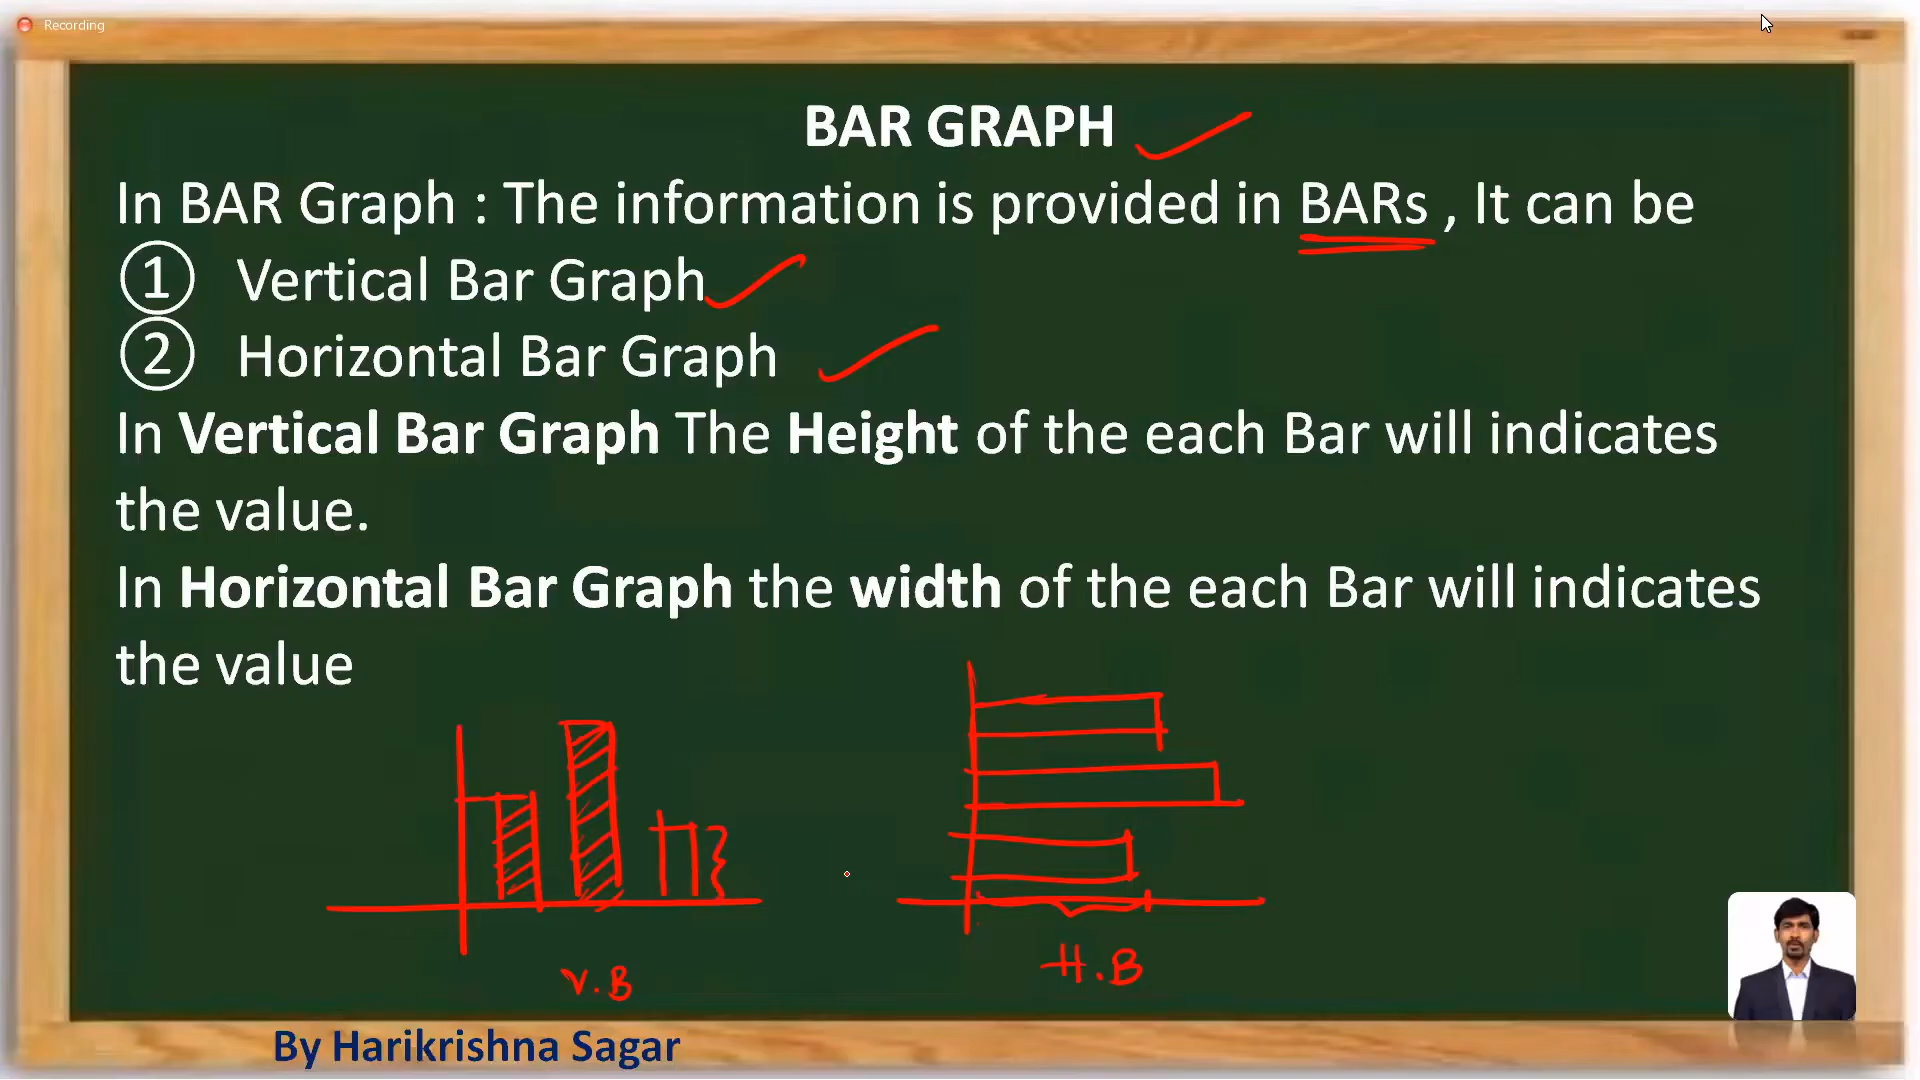 Recording
BAR GRAPH
In BAR Graph : The information is provided in BARs , It can be
① Vertical Bar Graph
② Horizontal Bar Graph
In Vertical Bar Graph The Height of the each Bar will indicates
the value.
In Horizontal Bar Graph the width of the each Bar will indicates
the value
V.B
H.B
By Harikrishna Sagar